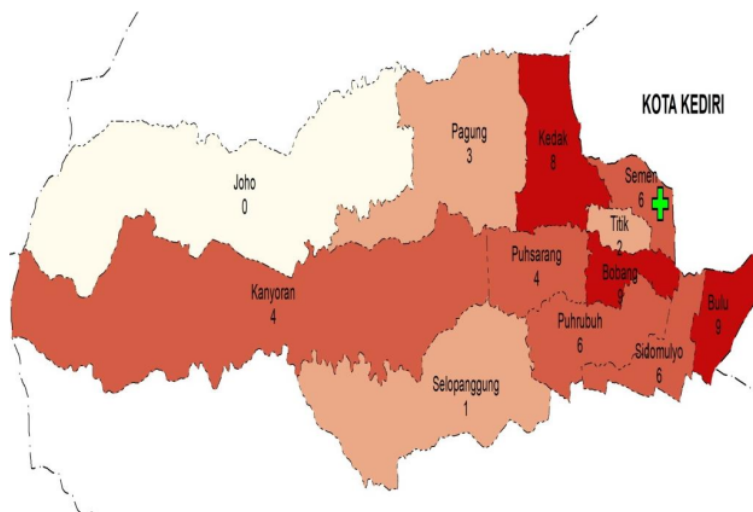 KOTA KEDIRI
Pagung
3
Kedak
8
Joho
0
Semen
6
Titik
2
Puhsarang
4
Bobang
9
Kanyoran
4
Bulu
9
Puhrubuh
6
Sidomulyo
6
Selopanggung
1